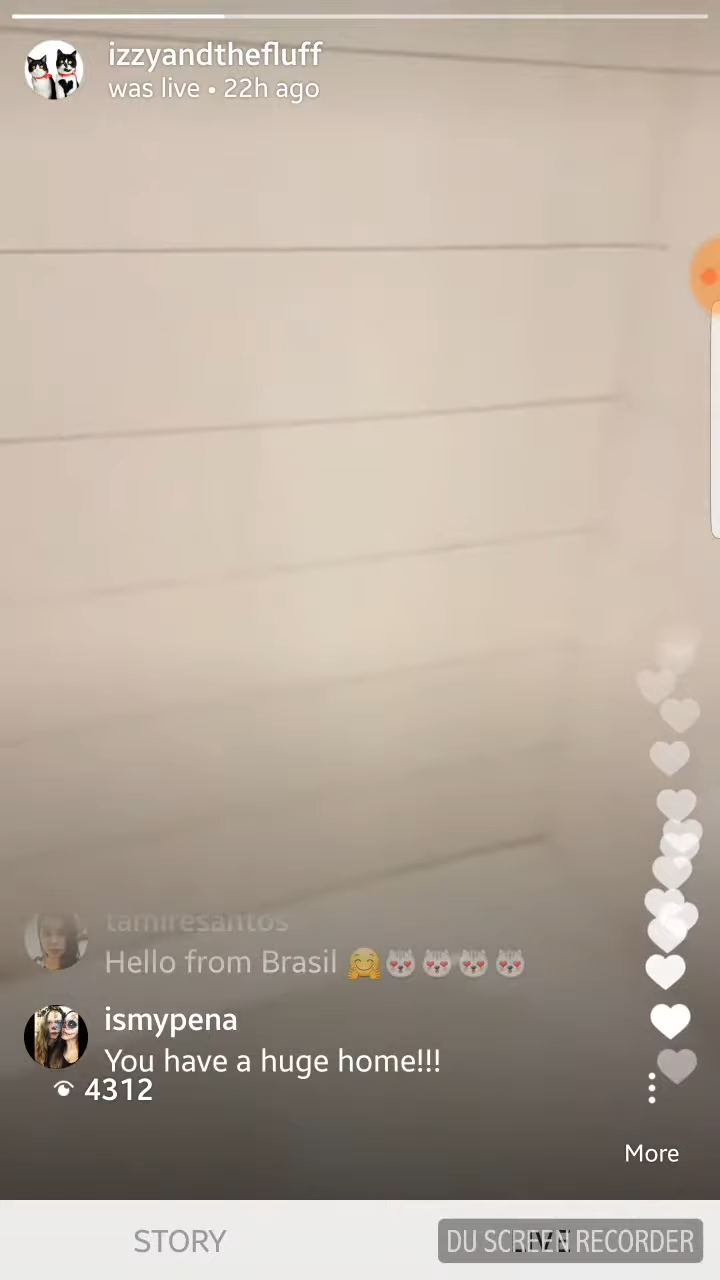 izzyandthefluff
was live • 22h ago
tamiresantos
Hello from Brasil 🤗😻😻😻😻
ismypena
You have a huge home!!!
4312
More
STORY
LIVE
DU SCREEN RECORDER